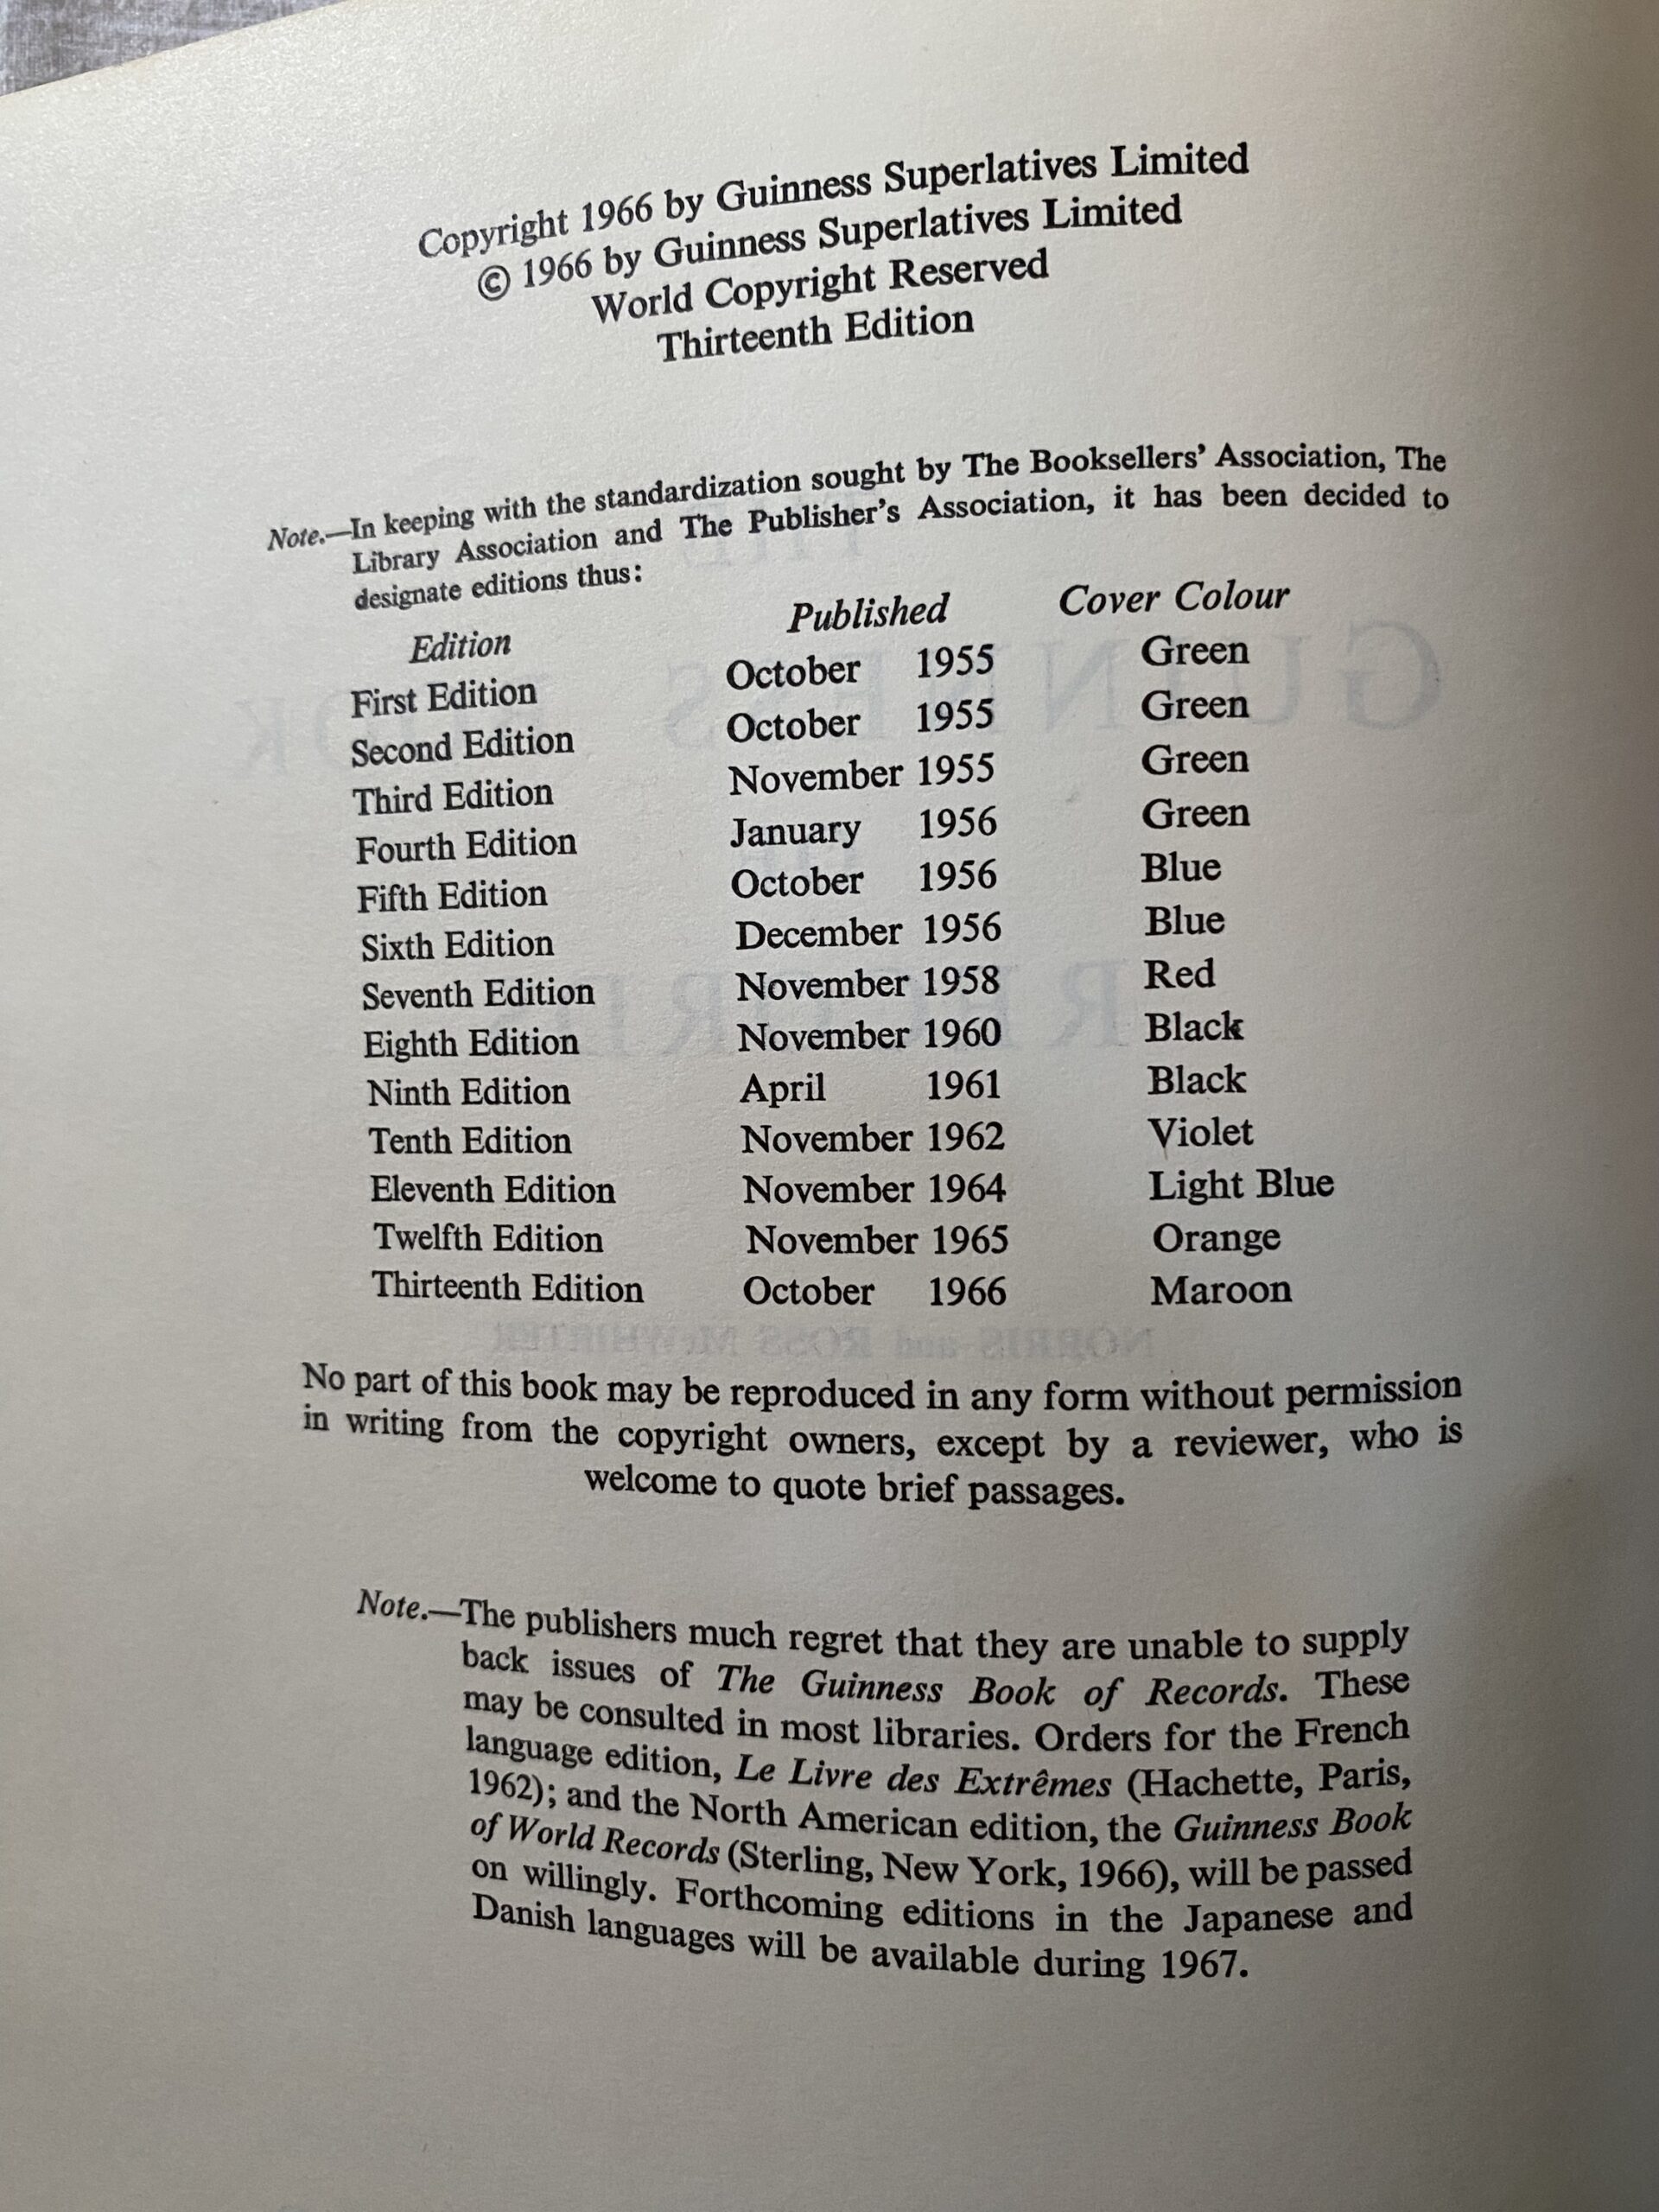 Copyright 1966 by Guinness Superlatives Limited
© 1966 by Guinness Superlatives Limited
World Copyright Reserved
Thirteenth Edition
Note.—In keeping with the standardization sought by The Booksellers' Association, The
Library Association and The Publisher's Association, it has been decided to
designate editions thus:
Edition Published Cover Colour
First Edition October 1955 Green
Second Edition October 1955 Green
Third Edition November 1955 Green
Fourth Edition January 1956 Green
Fifth Edition October 1956 Blue
Sixth Edition December 1956 Blue
Seventh Edition November 1958 Red
Eighth Edition November 1960 Black
Ninth Edition April 1961 Black
Tenth Edition November 1962 Violet
Eleventh Edition November 1964 Light Blue
Twelfth Edition November 1965 Orange
Thirteenth Edition October 1966 Maroon
No part of this book may be reproduced in any form without permission
in writing from the copyright owners, except by a reviewer, who is
welcome to quote brief passages.
Note.—The publishers much regret that they are unable to supply
back issues of The Guinness Book of Records. These
may be consulted in most libraries. Orders for the French
language edition, Le Livre des Extrêmes (Hachette, Paris,
1962); and the North American edition, the Guinness Book
of World Records (Sterling, New York, 1966), will be passed
on willingly. Forthcoming editions in the Japanese and
Danish languages will be available during 1967.